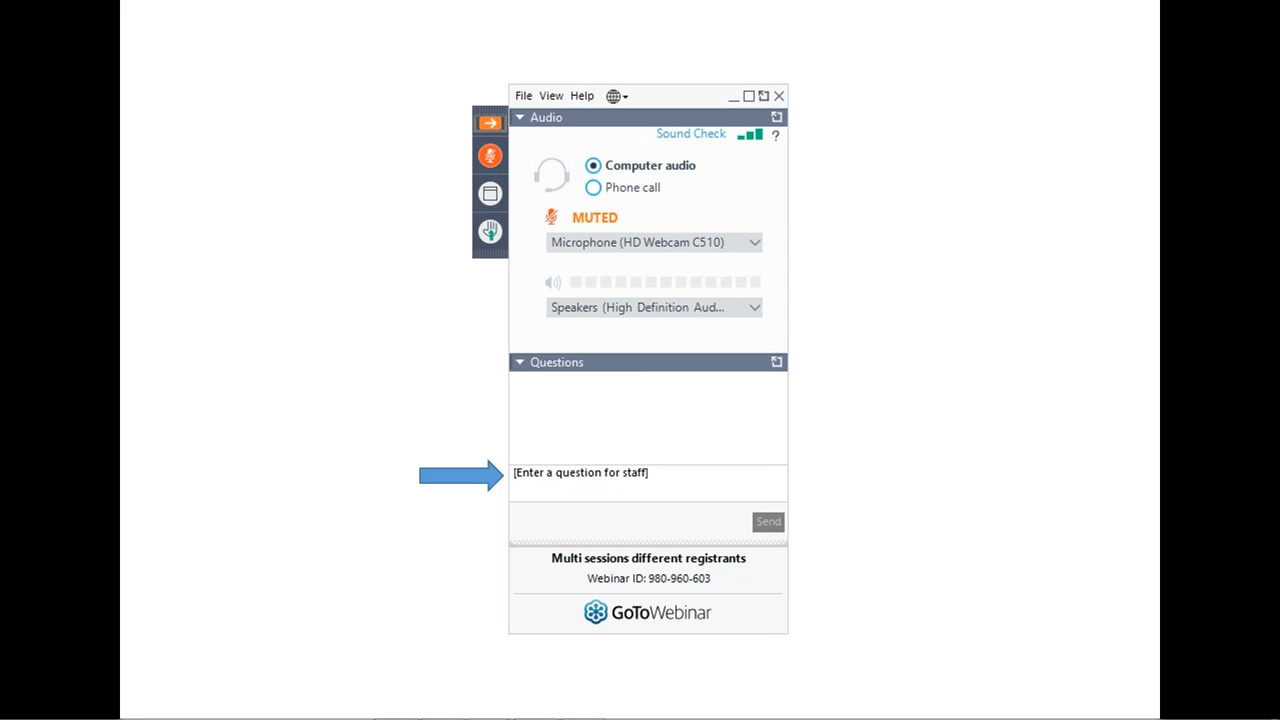 File View Help
Audio
Sound Check ?
Computer audio
Phone call
MUTED
Microphone (HD Webcam C510)
Speakers (High Definition Aud...
Questions
[Enter a question for staff]
Send
Multi sessions different registrants
Webinar ID: 980-960-603
GoToWebinar